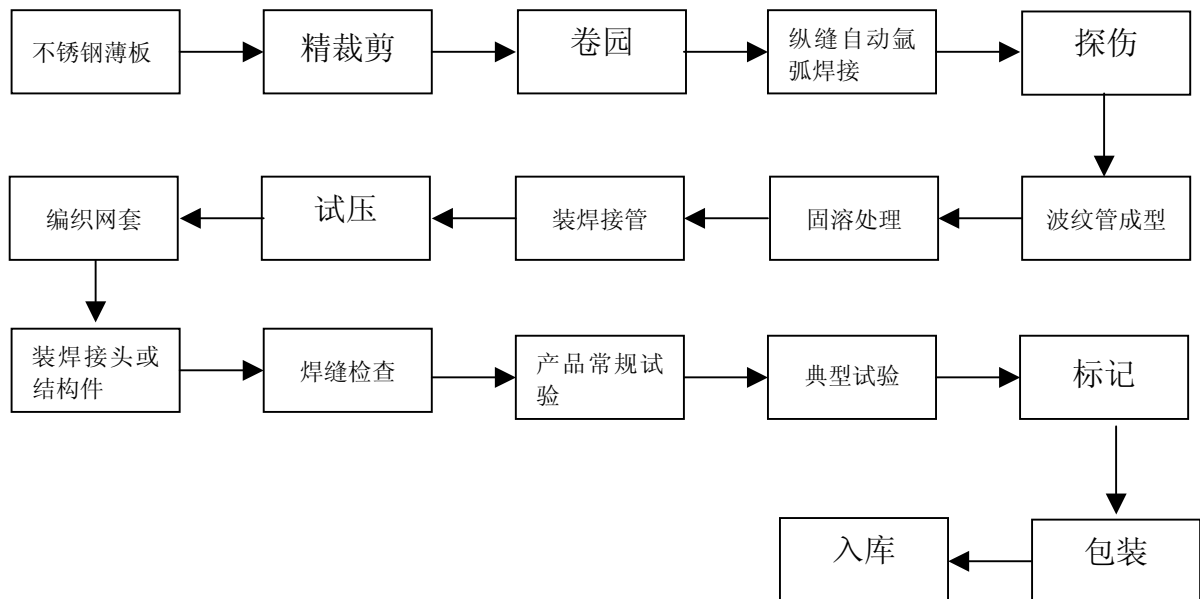 不锈钢薄板
精裁剪
卷园
纵缝自动氩
弧焊接
探伤
编织网套
试压
装焊接管
固溶处理
波纹管成型
装焊接头或
结构件
焊缝检查
产品常规试
验
典型试验
标记
入库
包装